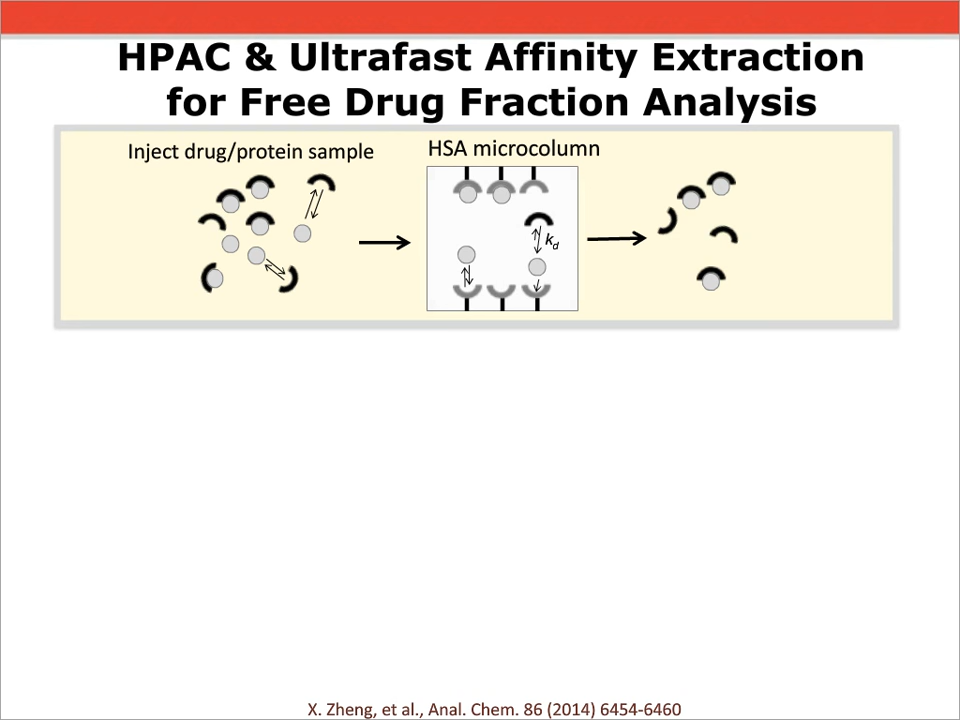 HPAC & Ultrafast Affinity Extraction
for Free Drug Fraction Analysis
Inject drug/protein sample
HSA microcolumn
kd
X. Zheng, et al., Anal. Chem. 86 (2014) 6454-6460